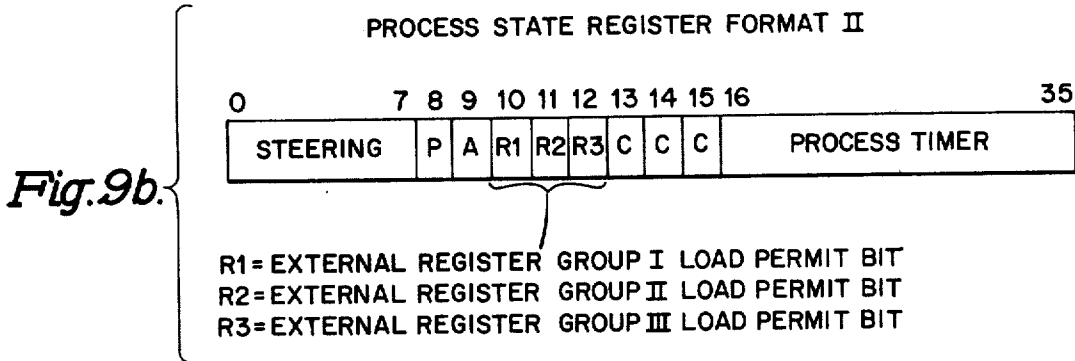 PROCESS STATE REGISTER FORMAT II
0 7 8 9 10 11 12 13 14 15 16 35
STEERING P A R1 R2 R3 C C C PROCESS TIMER
Fig.9b.
R1=EXTERNAL REGISTER GROUP I LOAD PERMIT BIT
R2=EXTERNAL REGISTER GROUP II LOAD PERMIT BIT
R3=EXTERNAL REGISTER GROUP III LOAD PERMIT BIT